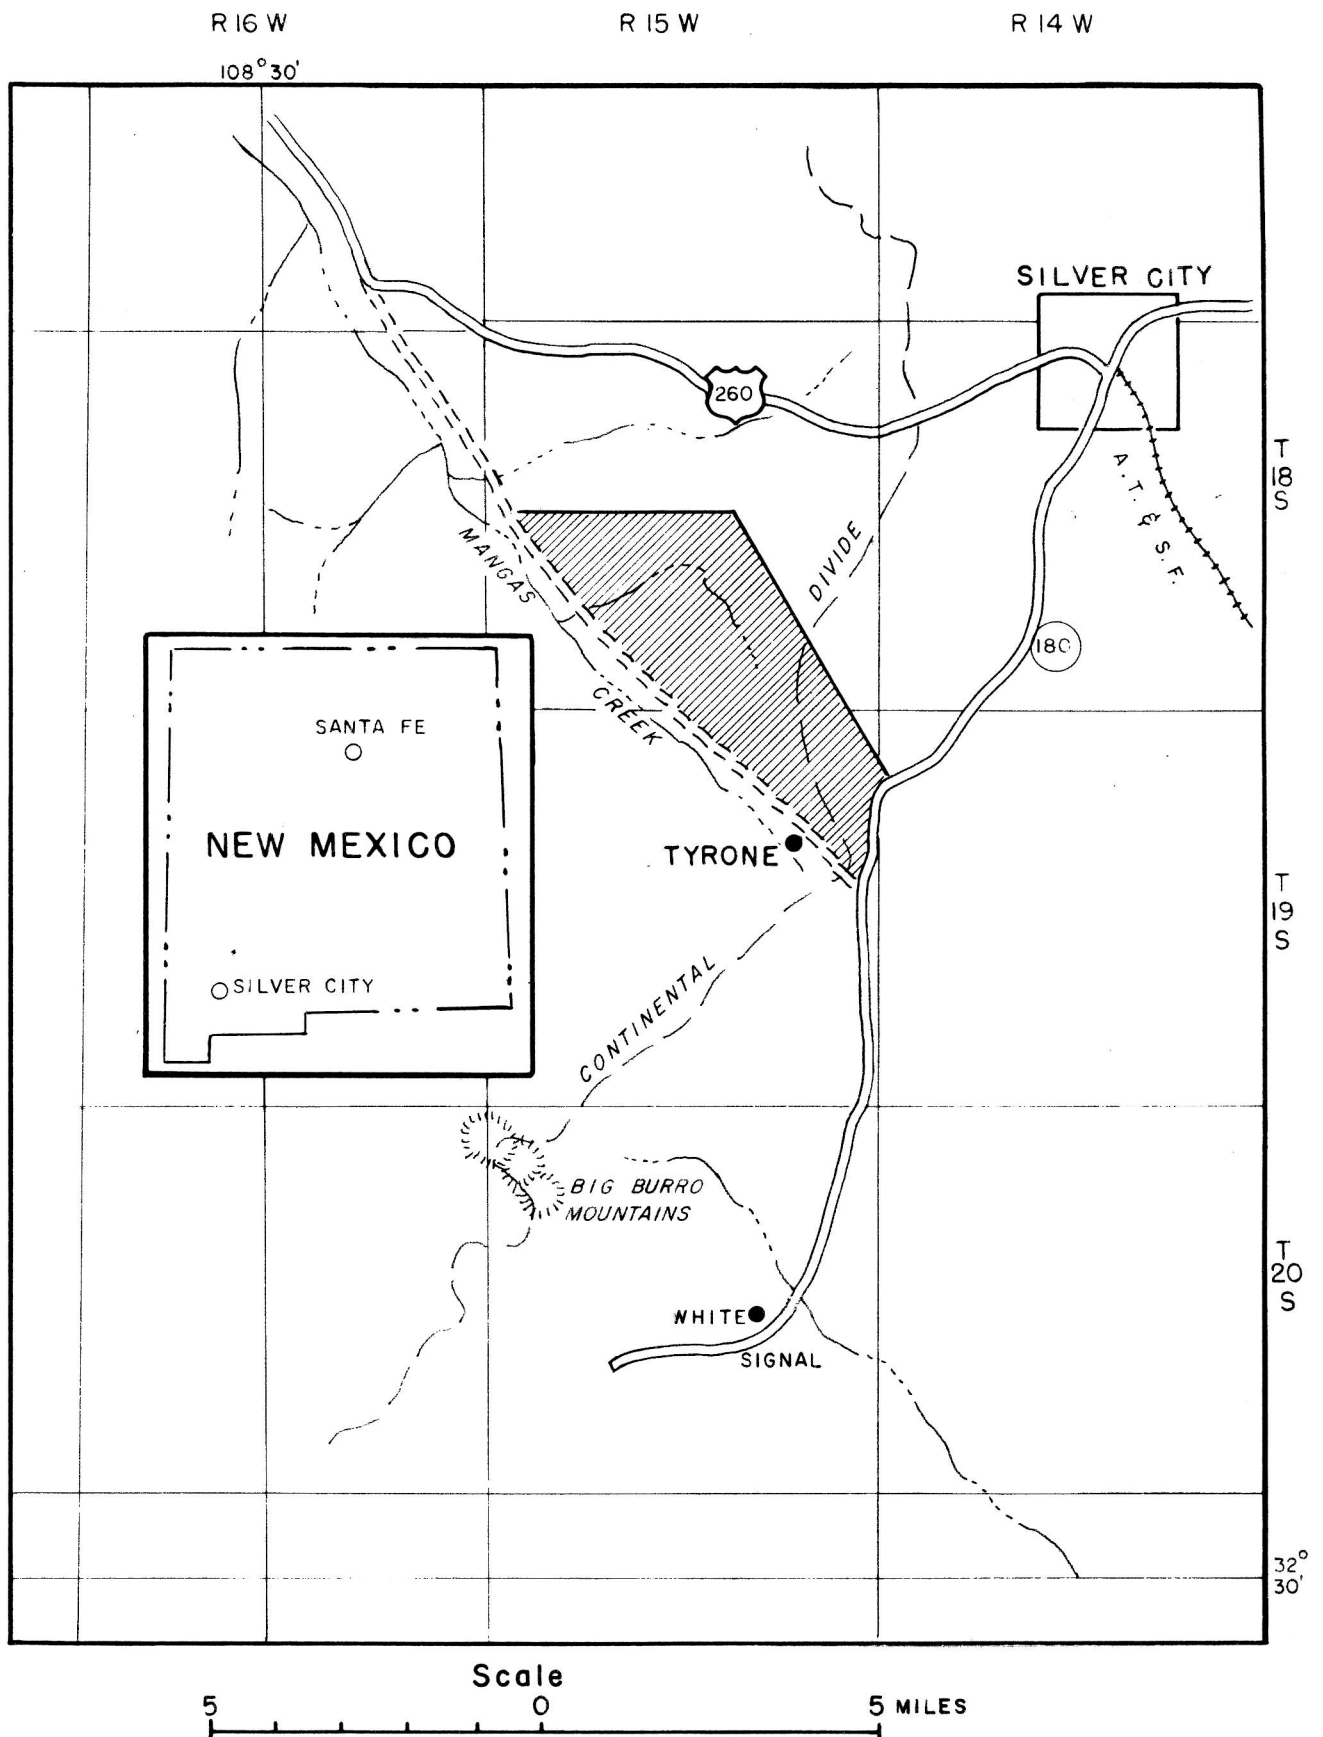 R 16 W R 15 W R 14 W
108°30'
SILVER CITY
260
T
18
S
A. T. & S. F.
DIVIDE
MANGAS
CREEK
180
SANTA FE
NEW MEXICO
SILVER CITY
TYRONE
T
19
S
CONTINENTAL
BIG BURRO
MOUNTAINS
T
20
S
WHITE
SIGNAL
32°
30'
Scale
5 0 5 MILES